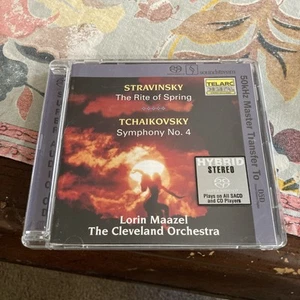 TELARC
STRAVINSKY
The Rite of Spring
TCHAIKOVSKY
Symphony No. 4
50kHz Master Transfer To
DSD
HYBRID
STEREO
Plays on All SACD
and CD Players
Lorin Maazel
The Cleveland Orchestra